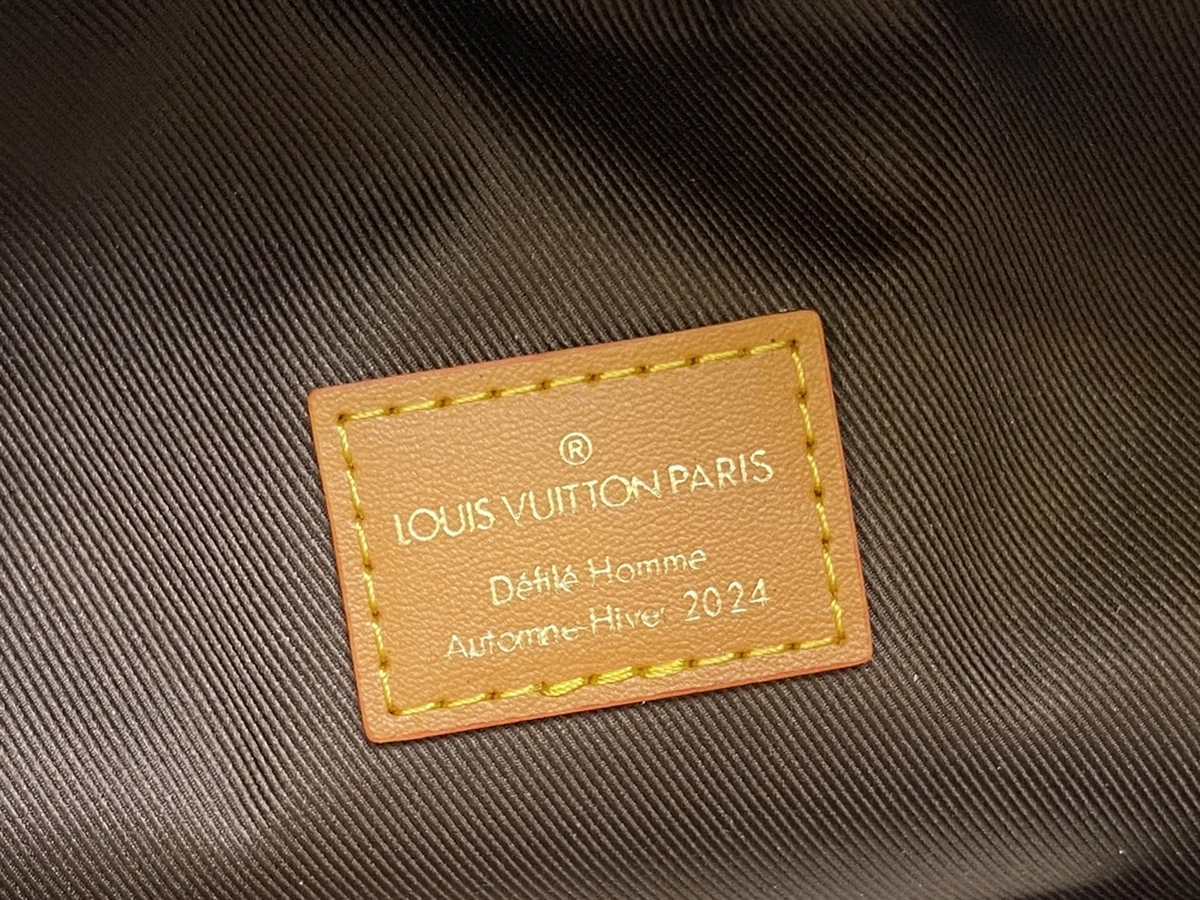 ®
LOUIS VUITTON PARIS
Défilé Homme
Automne-Hiver 2024